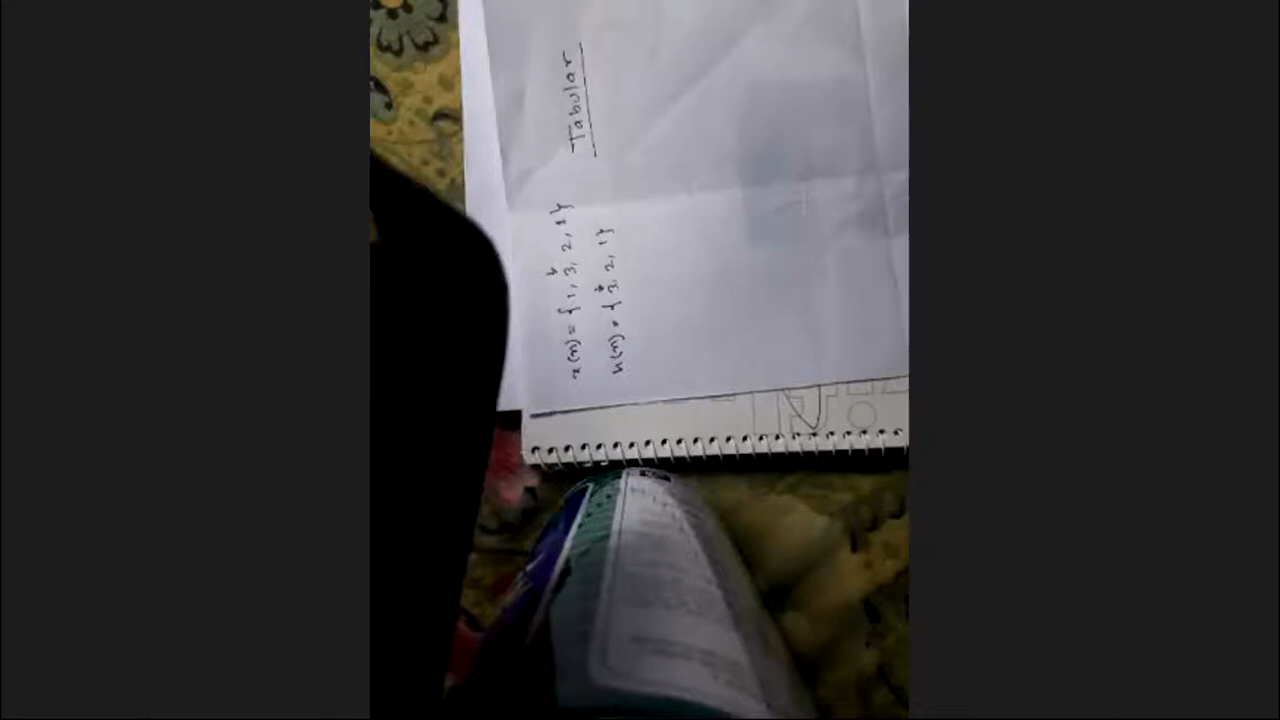 x(n) = { 1, 3, 2, 1 }
h(n) = { 3, 2, 1 }
Tabular